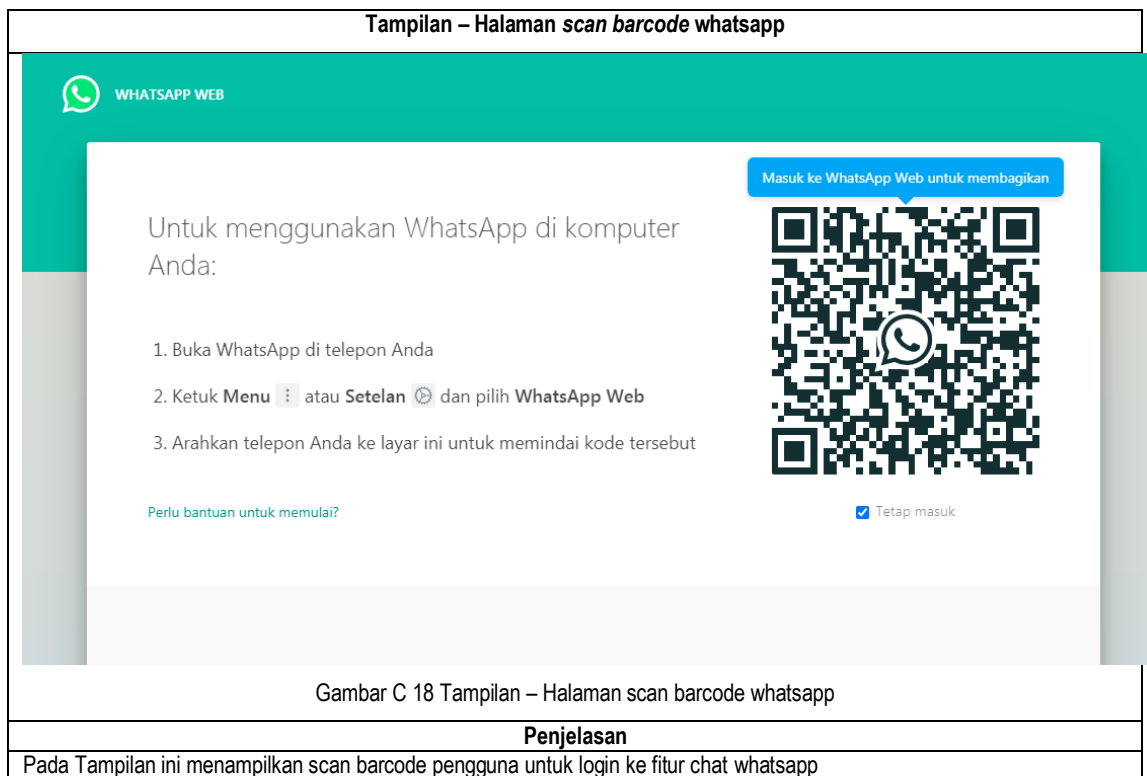 Tampilan – Halaman scan barcode whatsapp
WHATSAPP WEB
Masuk ke WhatsApp Web untuk membagikan
Untuk menggunakan WhatsApp di komputer
Anda:
1. Buka WhatsApp di telepon Anda
2. Ketuk Menu atau Setelan dan pilih WhatsApp Web
3. Arahkan telepon Anda ke layar ini untuk memindai kode tersebut
Perlu bantuan untuk memulai?
Tetap masuk
Gambar C 18 Tampilan – Halaman scan barcode whatsapp
Penjelasan
Pada Tampilan ini menampilkan scan barcode pengguna untuk login ke fitur chat whatsapp